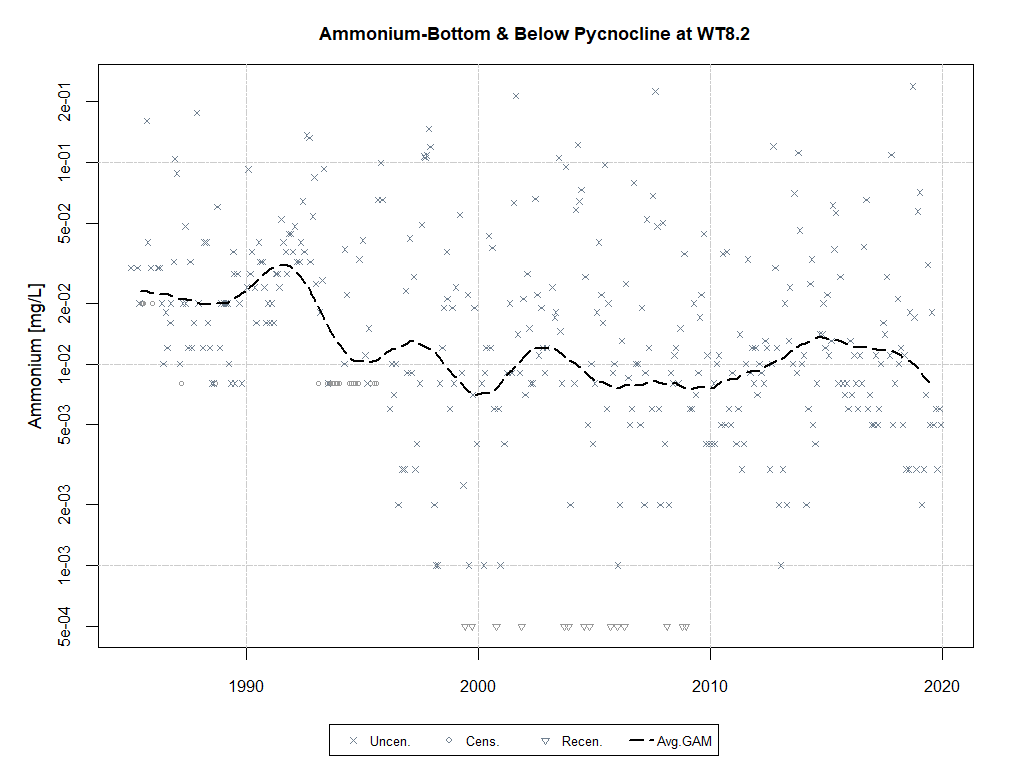 Ammonium-Bottom & Below Pycnocline at WT8.2
Ammonium [mg/L]
2e-01
1e-01
5e-02
2e-02
1e-02
5e-03
2e-03
1e-03
5e-04
1990 2000 2010 2020
Uncen. Cens. Recen. Avg.GAM